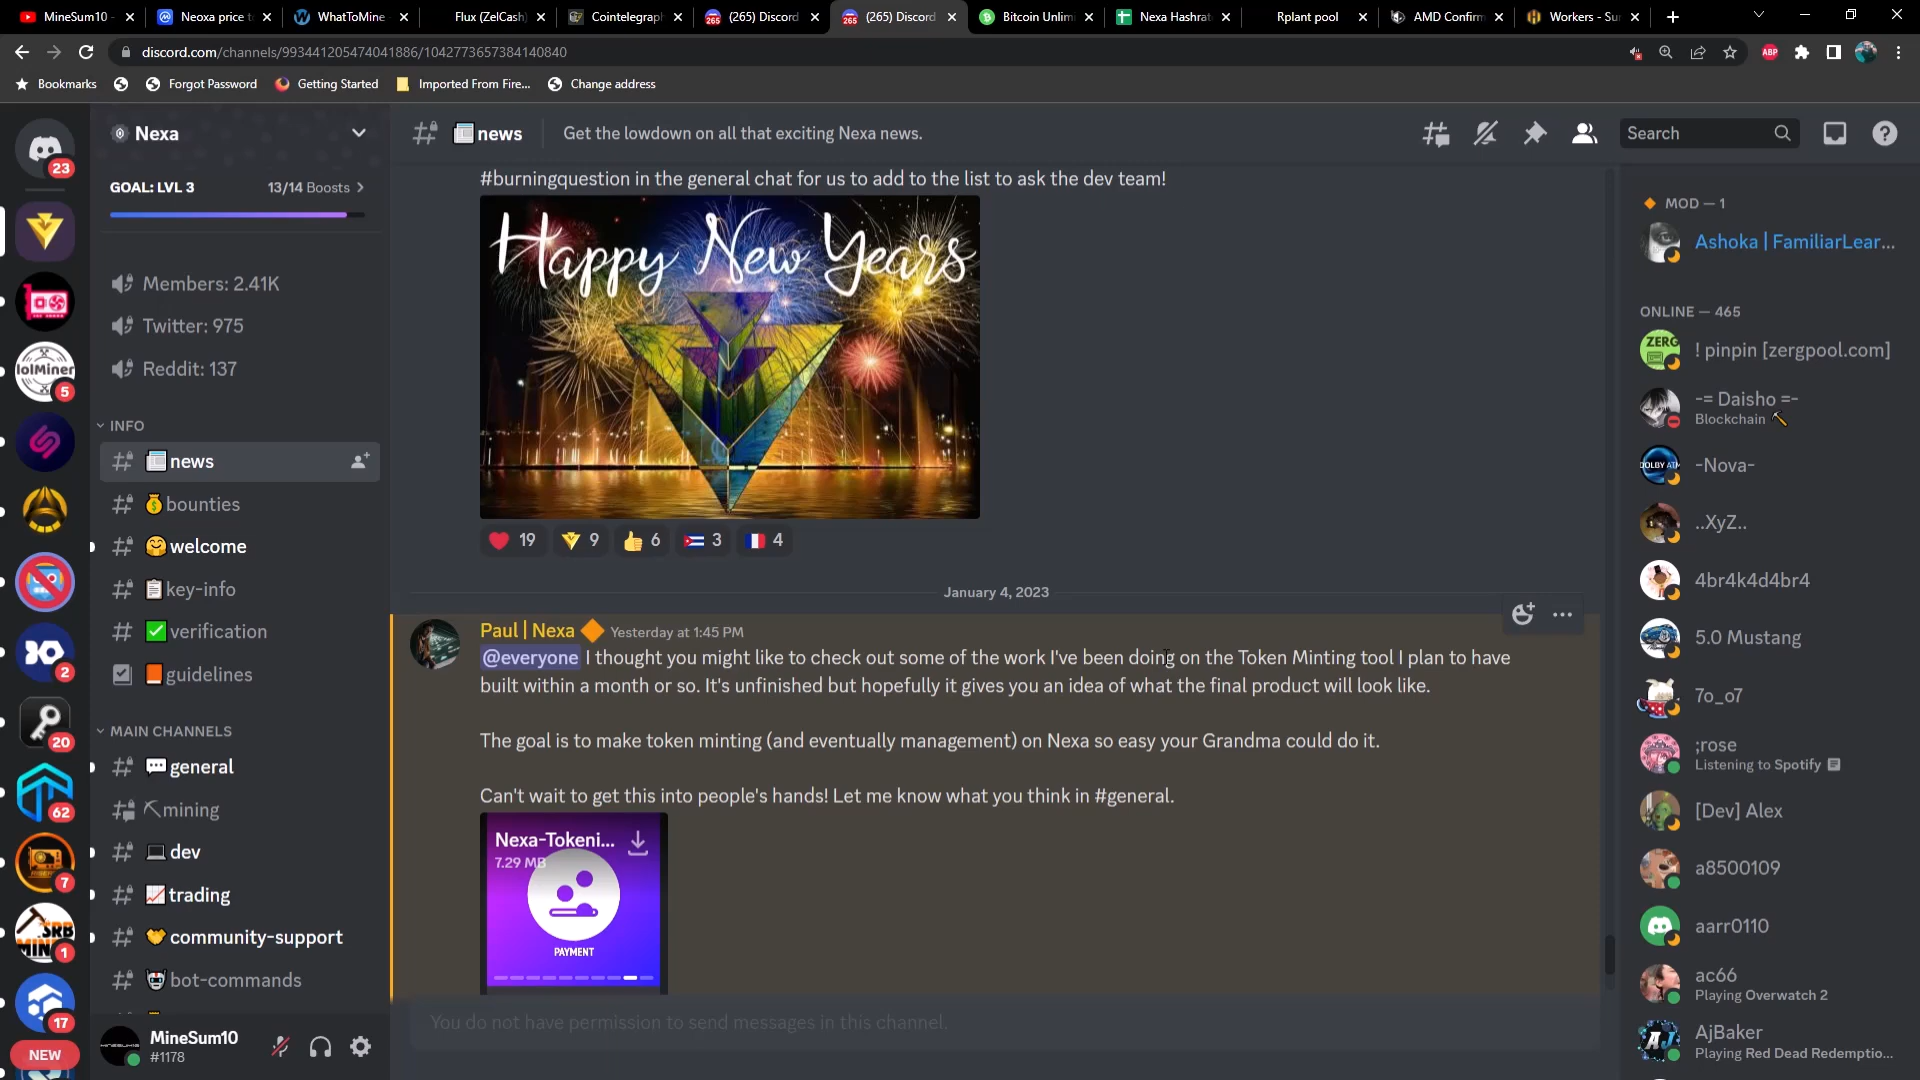 MineSum10 -
Neoxa price t
WhatToMine
Flux (ZelCash)
Cointelegrap
(265) Discord
(265) Discord
Bitcoin Unlim
Nexa Hashrat
Rplant pool
AMD Confirm
Workers - Su
discord.com/channels/993441205474041886/1042773657384140840
ABP
Bookmarks
Forgot Password
Getting Started
Imported From Fire...
Change address
Nexa
news
Get the lowdown on all that exciting Nexa news.
Search
23
GOAL: LVL 3
13/14 Boosts
Members: 2.41K
Twitter: 975
Reddit: 137
lolMiner
5
INFO
news
bounties
welcome
key-info
verification
guidelines
MAIN CHANNELS
general
mining
dev
trading
community-support
bot-commands
2
20
62
7
SRB
MIN
1
17
NEW
MineSum10
#1178
#burningquestion in the general chat for us to add to the list to ask the dev team!
Happy New Years
19
9
6
3
4
January 4, 2023
Paul | Nexa
Yesterday at 1:45 PM
@everyone I thought you might like to check out some of the work I've been doing on the Token Minting tool I plan to have
built within a month or so. It's unfinished but hopefully it gives you an idea of what the final product will look like.
The goal is to make token minting (and eventually management) on Nexa so easy your Grandma could do it.
Can't wait to get this into people's hands! Let me know what you think in #general.
Nexa-Tokeni...
7.29 MB
PAYMENT
You do not have permission to send messages in this channel.
MOD — 1
Ashoka | FamiliarLear...
ONLINE — 465
ZERG
! pinpin [zergpool.com]
-= Daisho =-
Blockchain
-Nova-
..XyZ..
4br4k4d4br4
5.0 Mustang
7o_o7
;rose
Listening to Spotify
[Dev] Alex
a8500109
aarr0110
ac66
Playing Overwatch 2
AjBaker
Playing Red Dead Redemptio...